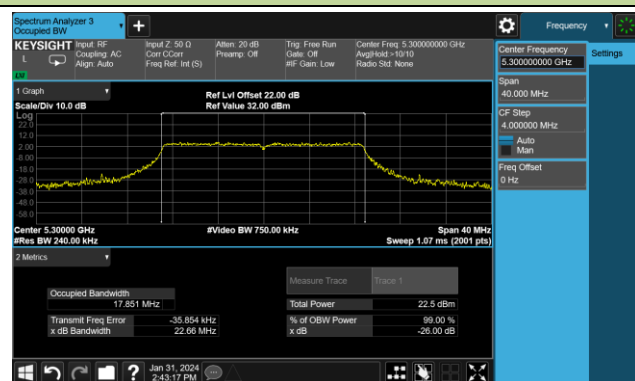 Spectrum Analyzer 3
Occupied BW
Frequency
KEYSIGHT
L
LW
Input: RF
Coupling: AC
Align: Auto
Input Z: 50 Ω
Corr CCorr
Freq Ref: Int (S)
Atten: 20 dB
Preamp: Off
Trig: Free Run
Gate: Off
#IF Gain: Low
Center Freq: 5.300000000 GHz
Avg|Hold:>10/10
Radio Std: None
Center Frequency
5.300000000 GHz
Settings
Span
40.000 MHz
CF Step
4.000000 MHz
Auto
Man
Freq Offset
0 Hz
1 Graph
Scale/Div 10.0 dB
Ref Lvl Offset 22.00 dB
Ref Value 32.00 dBm
Log
22.0
12.0
2.00
-8.00
-18.0
-28.0
-38.0
-48.0
-58.0
Center 5.30000 GHz
#Res BW 240.00 kHz
#Video BW 750.00 kHz
Span 40 MHz
Sweep 1.07 ms (2001 pts)
2 Metrics
Measure Trace
Trace 1
Occupied Bandwidth
17.851 MHz
Total Power
22.5 dBm
Transmit Freq Error
-35.854 kHz
% of OBW Power
99.00 %
x dB Bandwidth
22.66 MHz
x dB
-26.00 dB
?
Jan 31, 2024
2:43:17 PM